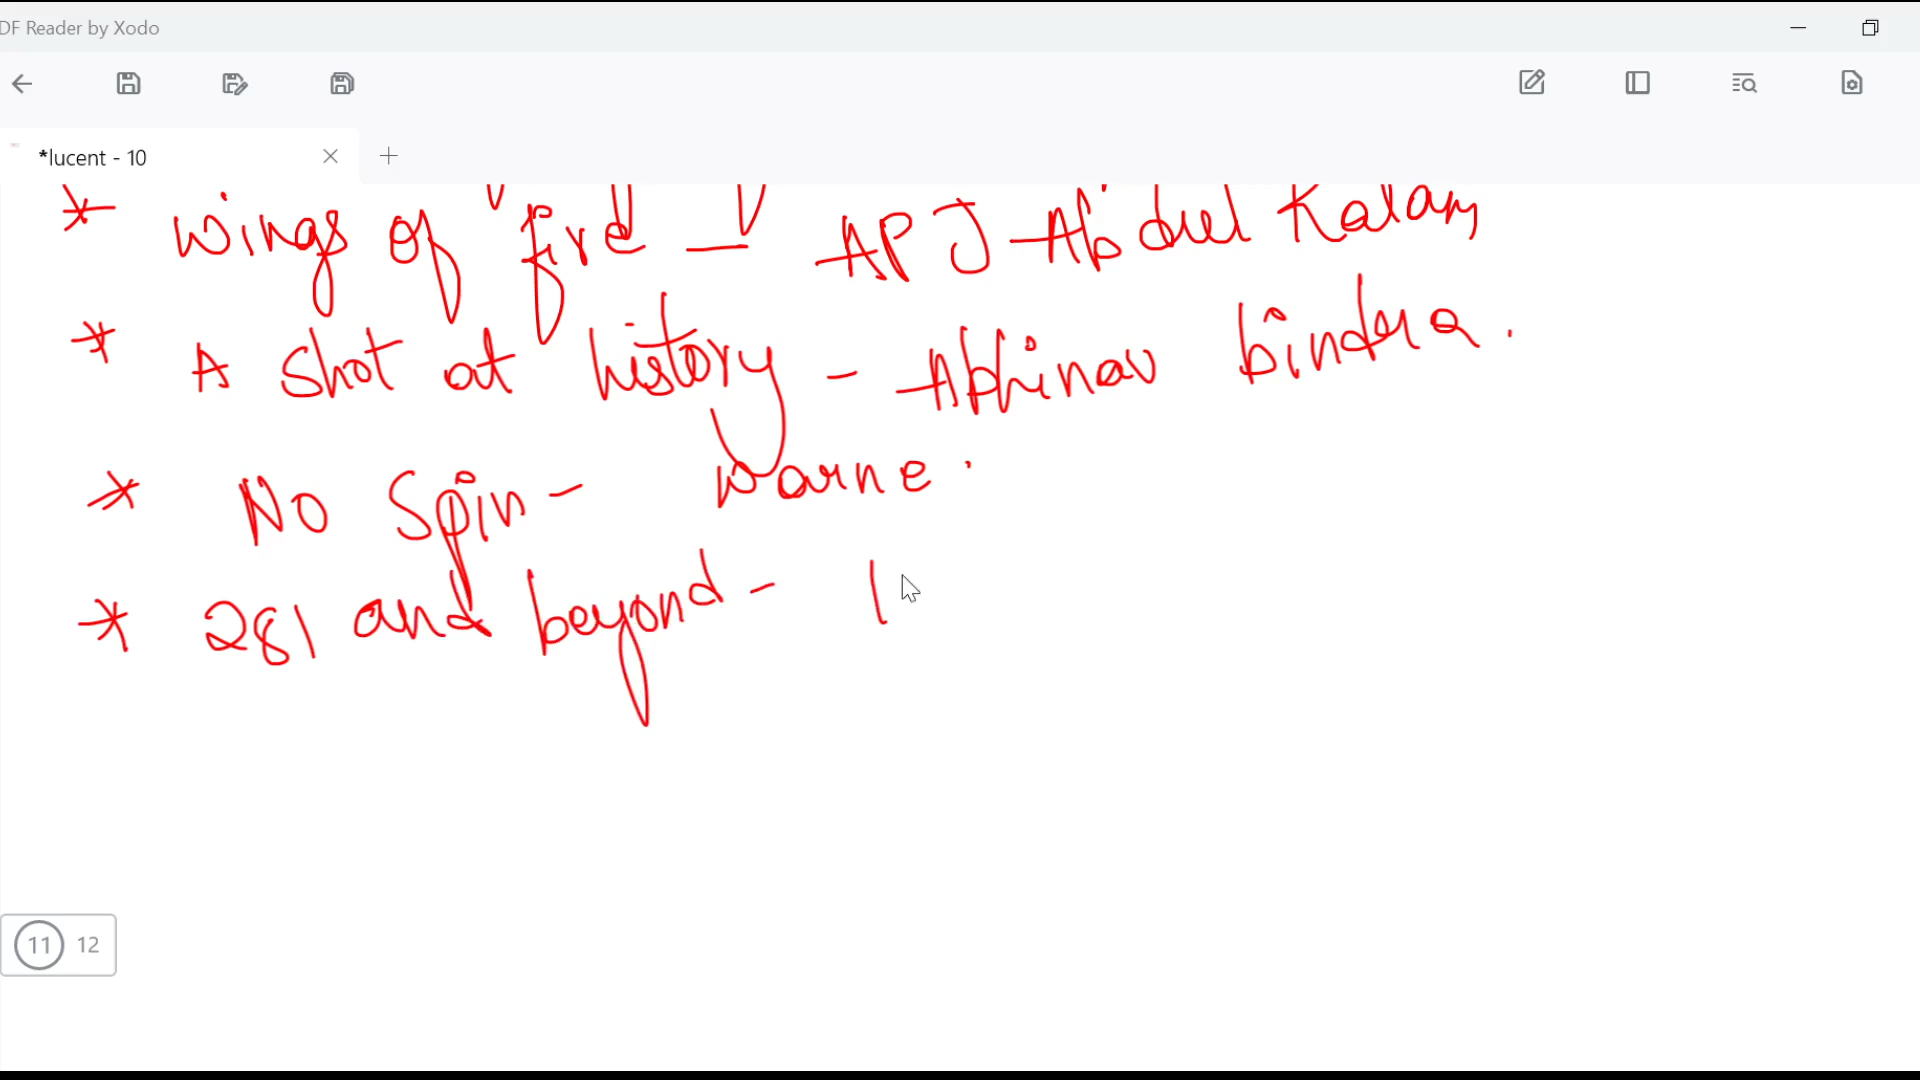 DF Reader by Xodo
*lucent - 10
* Wings of fire - APJ Abdul Kalam
* A Shot at history - Abhinav bindra.
* No Spin - Warne.
* 281 and beyond -
11 12